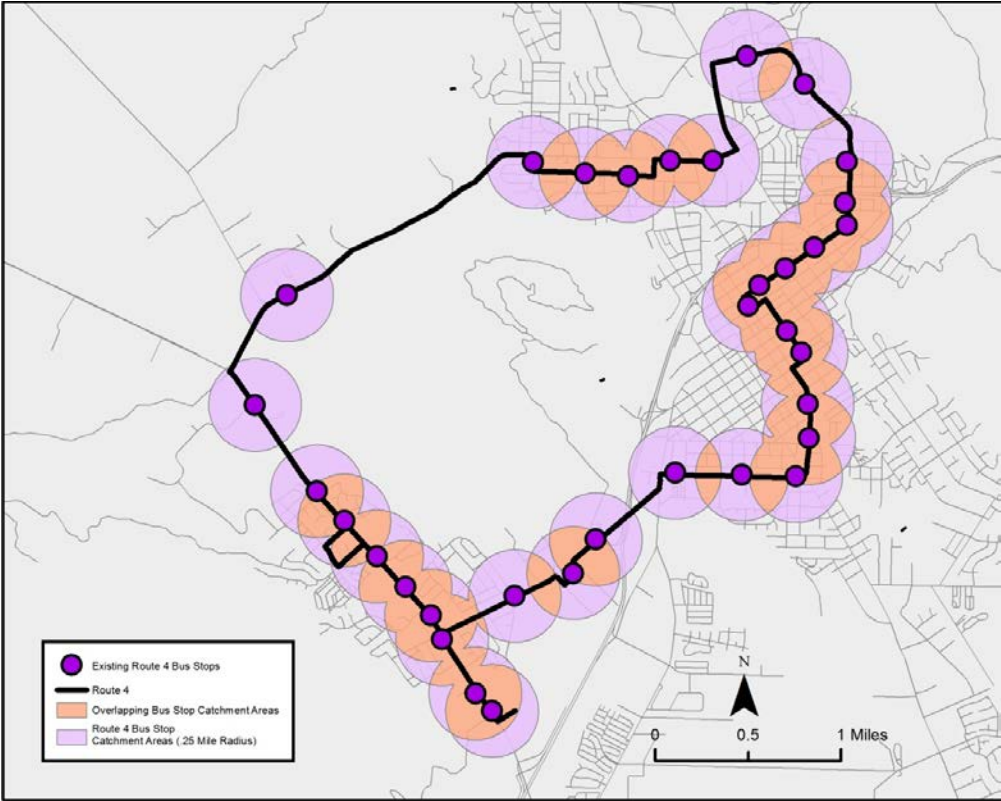 N
0
0.5
1 Miles
Existing Route 4 Bus Stops
Route 4
Overlapping Bus Stop Catchment Areas
Route 4 Bus Stop
Catchment Areas (.25 Mile Radius)